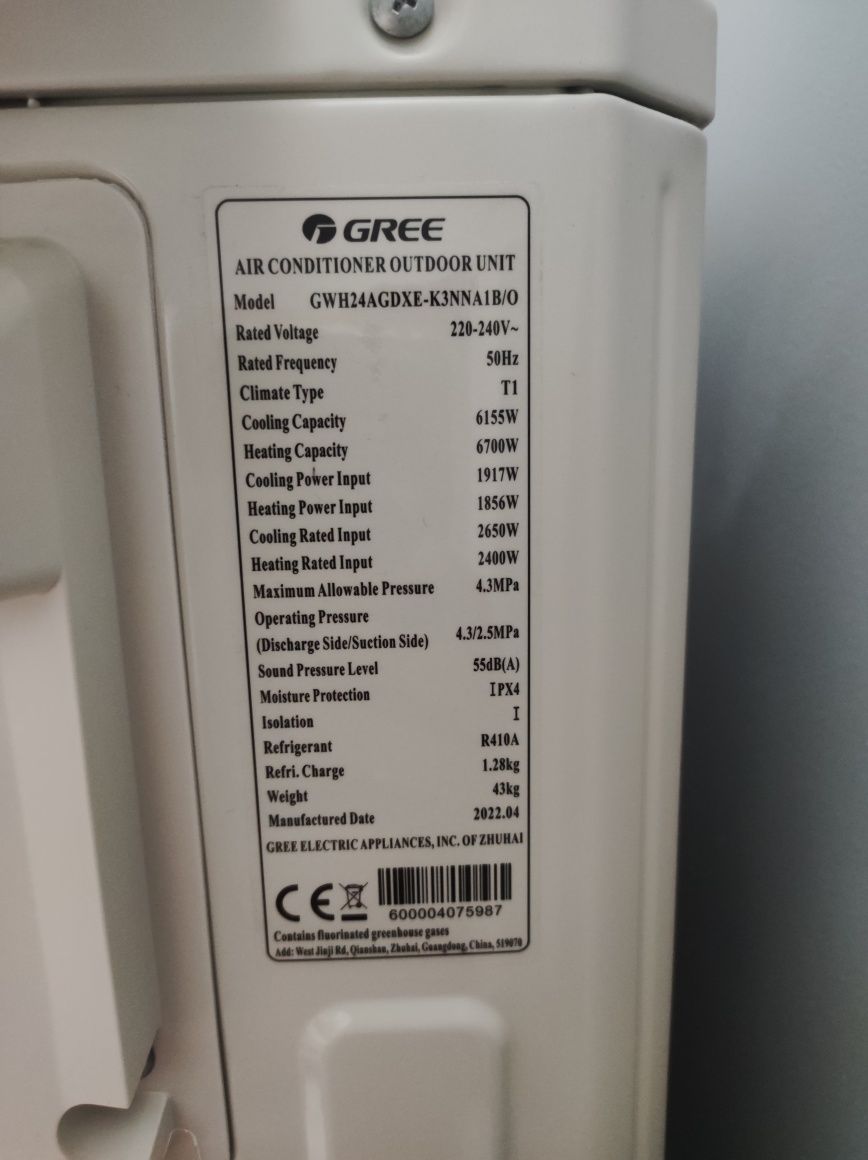 GREE
AIR CONDITIONER OUTDOOR UNIT
Model GWH24AGDXE-K3NNA1B/O
Rated Voltage 220-240V~
Rated Frequency 50Hz
Climate Type T1
Cooling Capacity 6155W
Heating Capacity 6700W
Cooling Power Input 1917W
Heating Power Input 1856W
Cooling Rated Input 2650W
Heating Rated Input 2400W
Maximum Allowable Pressure 4.3MPa
Operating Pressure
(Discharge Side/Suction Side) 4.3/2.5MPa
Sound Pressure Level 55dB(A)
Moisture Protection IPX4
Isolation I
Refrigerant R410A
Refri. Charge 1.28kg
Weight 43kg
Manufactured Date 2022.04
GREE ELECTRIC APPLIANCES, INC. OF ZHUHAI
CE
600004075987
Contains fluorinated greenhouse gases
Add: West Jinji Rd, Qianshan, Zhuhai, Guangdong, China, 519070